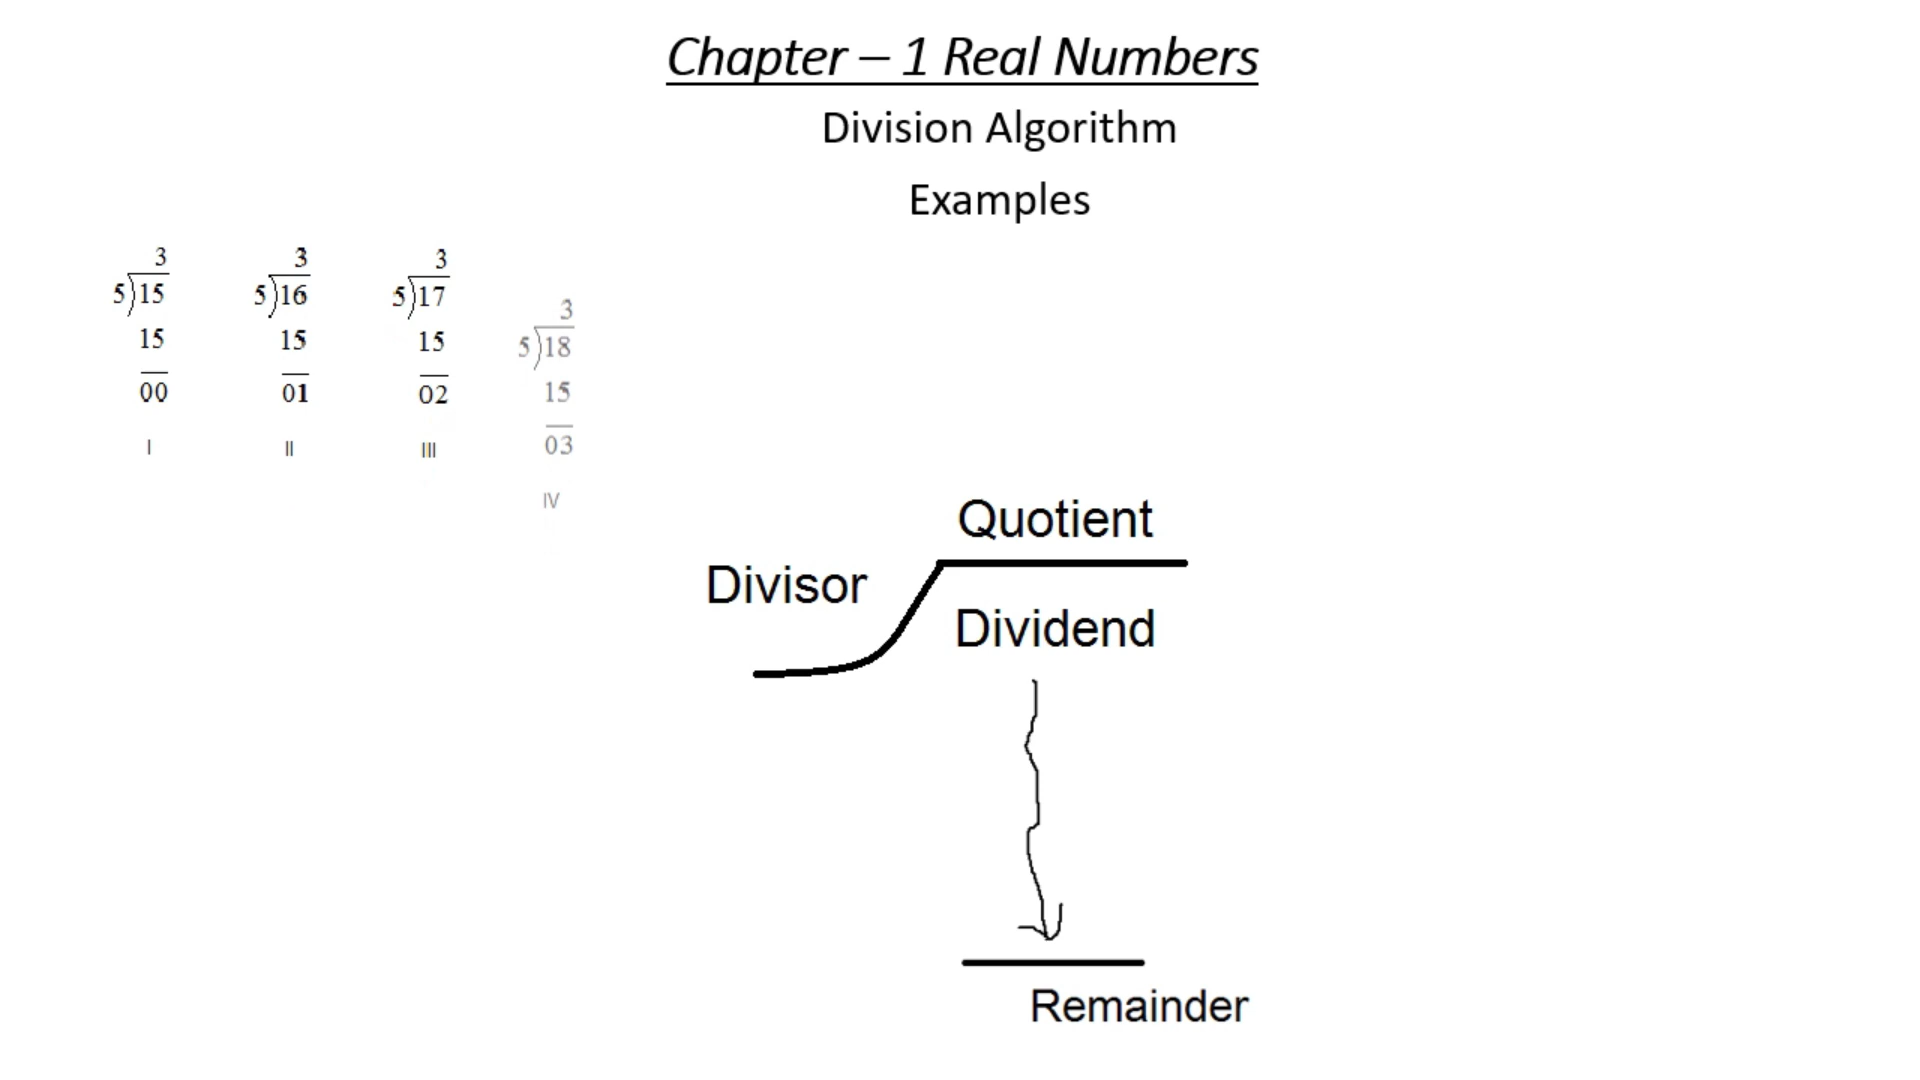 Chapter – 1 Real Numbers
Division Algorithm
Examples
3
5)15
15
00
I
3
5)16
15
01
II
3
5)17
15
02
III
3
5)18
15
03
IV
Quotient
Divisor
Dividend
Remainder